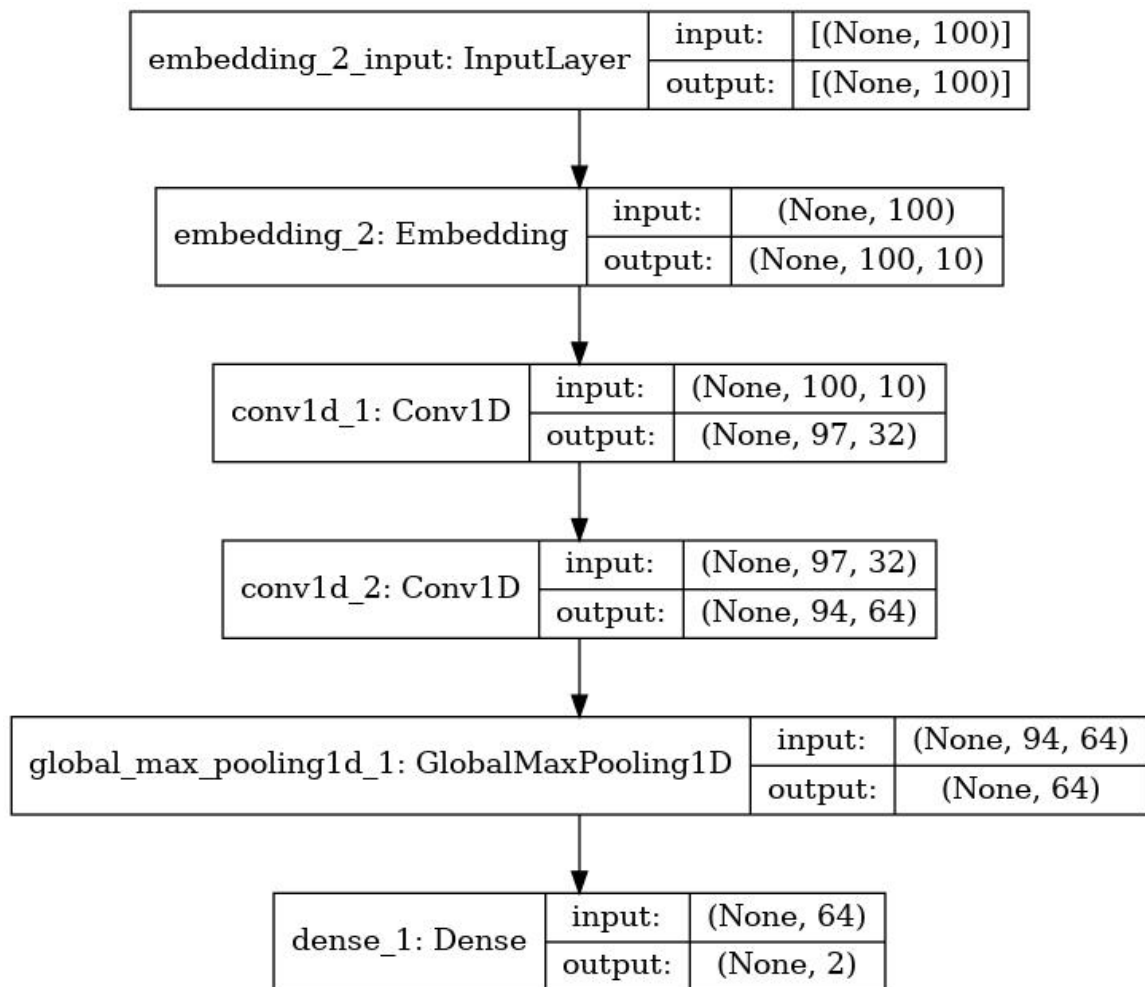 embedding_2_input: InputLayer
input: [(None, 100)]
output: [(None, 100)]
embedding_2: Embedding
input: (None, 100)
output: (None, 100, 10)
conv1d_1: Conv1D
input: (None, 100, 10)
output: (None, 97, 32)
conv1d_2: Conv1D
input: (None, 97, 32)
output: (None, 94, 64)
global_max_pooling1d_1: GlobalMaxPooling1D
input: (None, 94, 64)
output: (None, 64)
dense_1: Dense
input: (None, 64)
output: (None, 2)